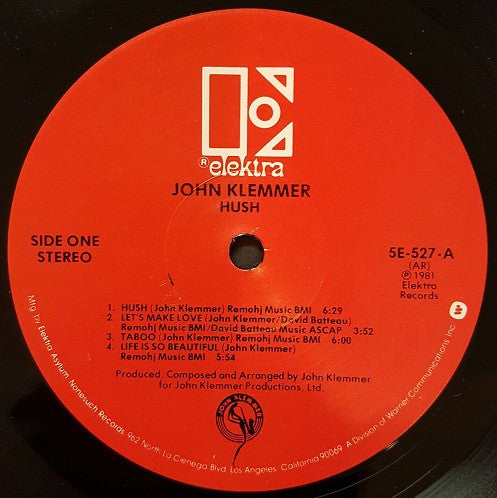 ® elektra
JOHN KLEMMER
HUSH
SIDE ONE
STEREO
5E-527-A
(AR)
℗ 1981
Elektra
Records
1. HUSH (John Klemmer) Remohj Music BMI 6:29
2. LET'S MAKE LOVE (John Klemmer/David Batteau)
Remohj Music BMI/David Batteau Music ASCAP 3:52
3. TABOO (John Klemmer) Remohj Music BMI 6:00
4. LIFE IS SO BEAUTIFUL (John Klemmer)
Remohj Music BMI 5:54
Produced, Composed and Arranged by John Klemmer
for John Klemmer Productions, Ltd.
JOHN KLEMMER
Mfg. by Elektra/Asylum/Nonesuch Records · 962 North La Cienega Blvd. Los Angeles, California 90069 · A Division of Warner Communications Inc.